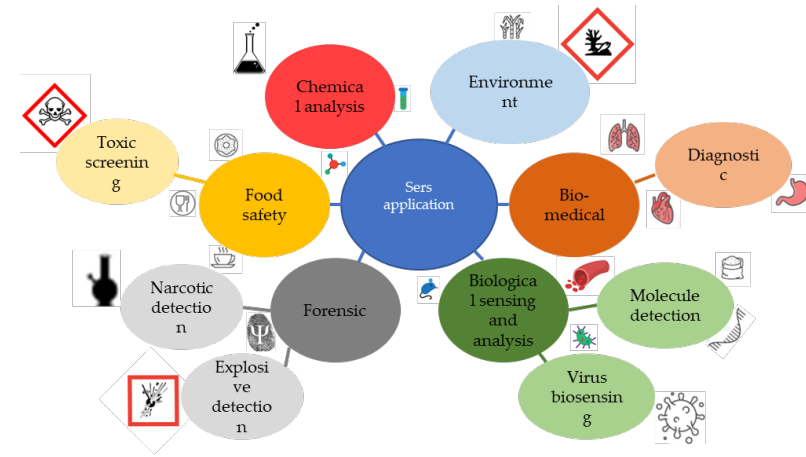 Chemica
l analysis
Environme
nt
Toxic
screenin
g
Food
safety
Sers
application
Bio-
medical
Diagnosti
c
Narcotic
detectio
n
Forensic
Biologica
l sensing
and
analysis
Molecule
detection
Explosi
ve
detectio
n
Virus
biosensin
g
Ψ